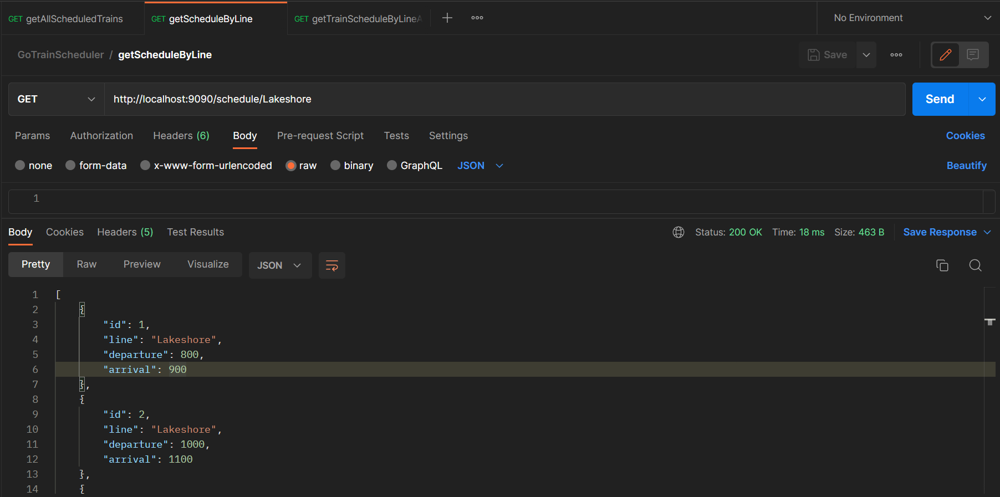 GET getAllScheduledTrains GET getScheduleByLine GET getTrainScheduleByLine No Environment
GoTrainScheduler / getScheduleByLine Save
GET http://localhost:9090/schedule/Lakeshore Send
Params Authorization Headers (6) Body Pre-request Script Tests Settings Cookies
none form-data x-www-form-urlencoded raw binary GraphQL JSON Beautify
1
Body Cookies Headers (5) Test Results Status: 200 OK Time: 18 ms Size: 463 B Save Response
Pretty Raw Preview Visualize JSON
1 [
2 {
3 "id": 1,
4 "line": "Lakeshore",
5 "departure": 800,
6 "arrival": 900
7 },
8 {
9 "id": 2,
10 "line": "Lakeshore",
11 "departure": 1000,
12 "arrival": 1100
13 },
14 {